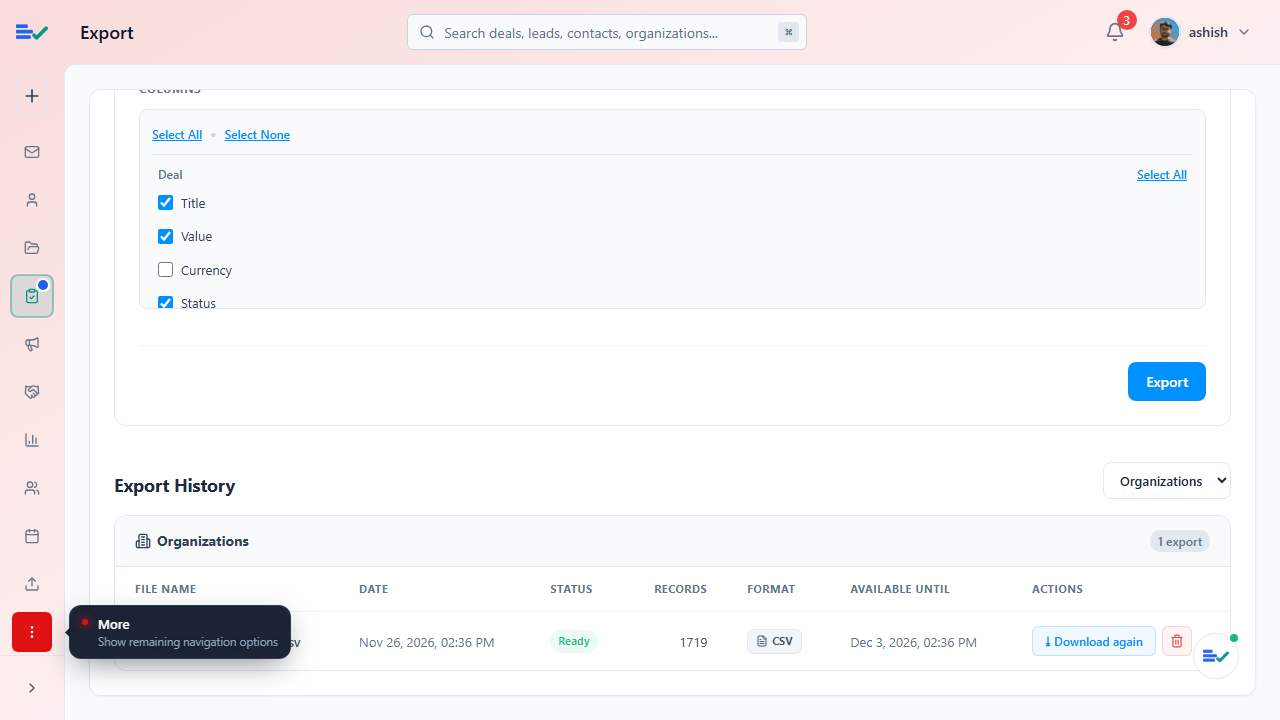 Export
Search deals, leads, contacts, organizations...
⌘
3
ashish
COLUMNS
Select All • Select None
Deal
Select All
Title
Value
Currency
Status
Export
Export History
Organizations
Organizations
1 export
FILE NAME DATE STATUS RECORDS FORMAT AVAILABLE UNTIL ACTIONS
Nov 26, 2026, 02:36 PM Ready 1719 CSV Dec 3, 2026, 02:36 PM Download again
More
Show remaining navigation options